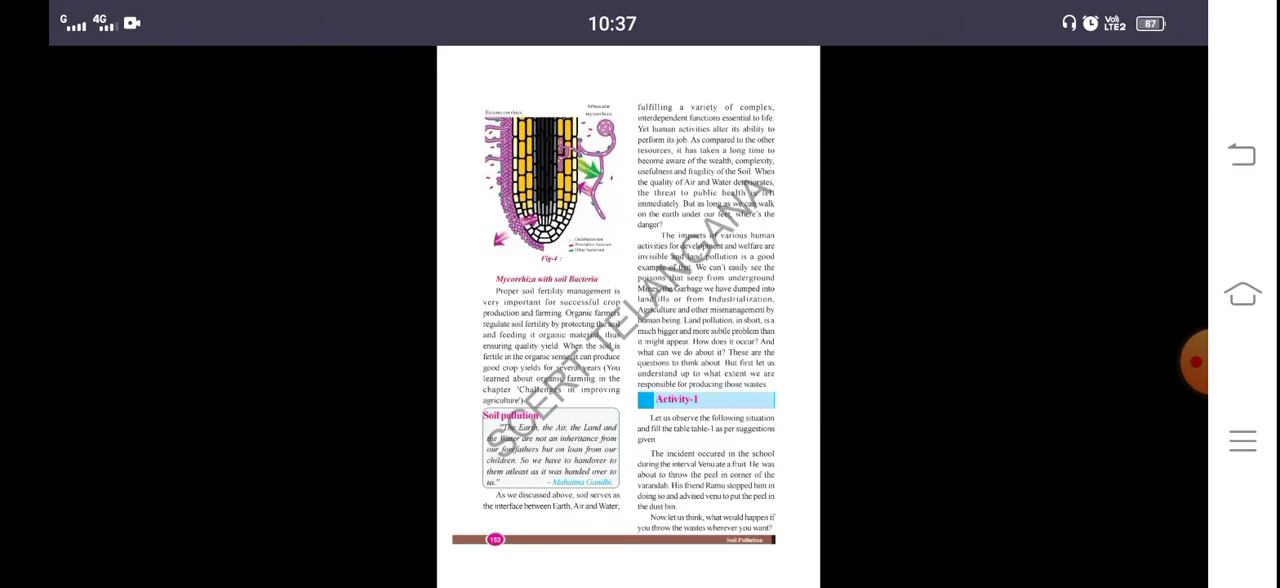 G 4G
10:37
Vo)) LTE2 87
Ectomycorrhiza
Arbuscular
mycorrhiza
Endobacterium
Rhizosphere bacterium
Other bacterium
Fig-4 :
Mycorrhiza with soil Bacteria
Proper soil fertility management is
very important for successful crop
production and farming. Organic farmers
regulate soil fertility by protecting the soil
and feeding it organic material, thus
ensuring quality yield. When the soil is
fertile in the organic sense, it can produce
good crop yields for several years (You
learned about organic farming in the
chapter 'Challenges in improving
agriculture')
Soil pollution
"The Earth, the Air, the Land and
the Water are not an inheritance from
our forefathers but on loan from our
children. So we have to handover to
them atleast as it was handed over to
us." - Mahatma Gandhi.
As we discussed above, soil serves as
the interface between Earth, Air and Water,
fulfilling a variety of complex,
interdependent functions essential to life.
Yet human activities alter its ability to
perform its job. As compared to the other
resources, it has taken a long time to
become aware of the wealth, complexity,
usefulness and fragility of the Soil. When
the quality of Air and Water deteriorates,
the threat to public health is felt
immediately. But as long as we can walk
on the earth under our feet, where's the
danger?
The impacts of various human
activities for development and welfare are
invisible and land pollution is a good
example of that. We can't easily see the
poisons that seep from underground
Mines, the Garbage we have dumped into
landfills or from Industrialization,
Agriculture and other mismanagement by
human being. Land pollution, in short, is a
much bigger and more subtle problem than
it might appear. How does it occur? And
what can we do about it? These are the
questions to think about. But first let us
understand up to what extent we are
responsible for producing those wastes.
Activity-1
Let us observe the following situation
and fill the table table-1 as per suggestions
given.
The incident occured in the school
during the interval Venu ate a fruit. He was
about to throw the peel in corner of the
varandah. His friend Ramu stopped him in
doing so and advised venu to put the peel in
the dust bin.
Now let us think, what would happen if
you throw the wastes wherever you want?
152
Soil Pollution
SCERT TELANGANA